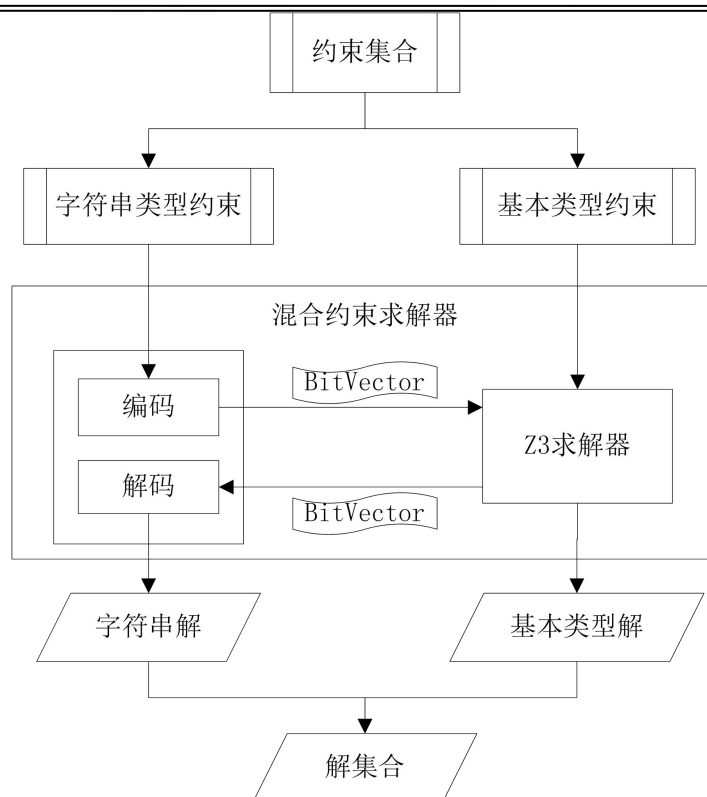 约束集合
字符串类型约束
基本类型约束
混合约束求解器
BitVector
编码
Z3求解器
解码
BitVector
字符串解
基本类型解
解集合